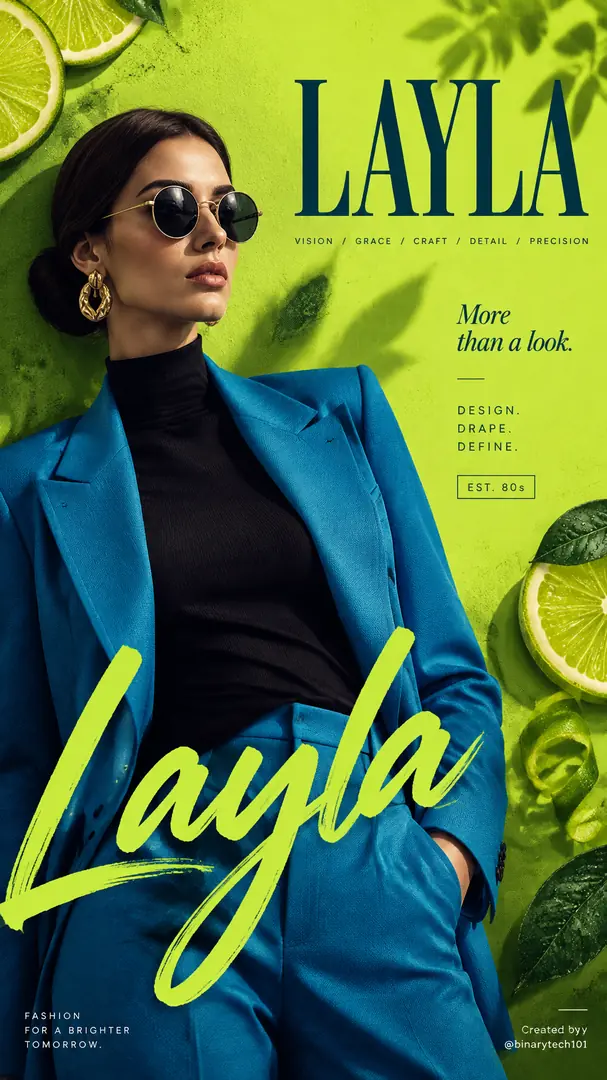 LAYLA
VISION / GRACE / CRAFT / DETAIL / PRECISION
More
than a look.
DESIGN.
DRAPE.
DEFINE.
EST. 80s
Layla
FASHION
FOR A BRIGHTER
TOMORROW.
Created byy
@binarytech101